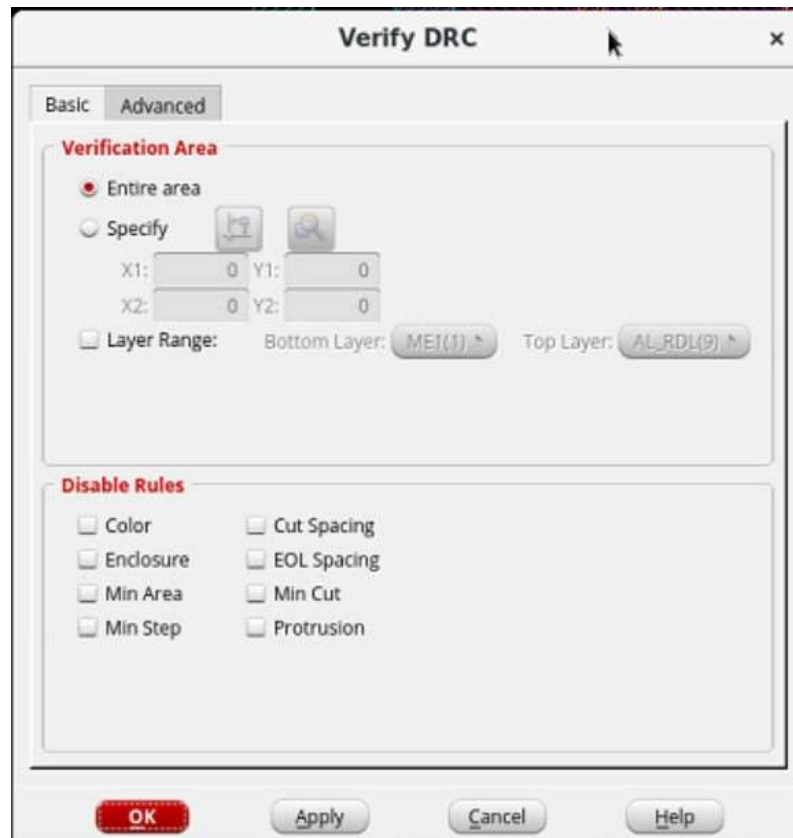 Verify DRC
Basic Advanced
Verification Area
Entire area
Specify
X1: 0 Y1: 0
X2: 0 Y2: 0
Layer Range: Bottom Layer: ME1(1) Top Layer: AL_RDL(9)
Disable Rules
Color Cut Spacing
Enclosure EOL Spacing
Min Area Min Cut
Min Step Protrusion
OK Apply Cancel Help